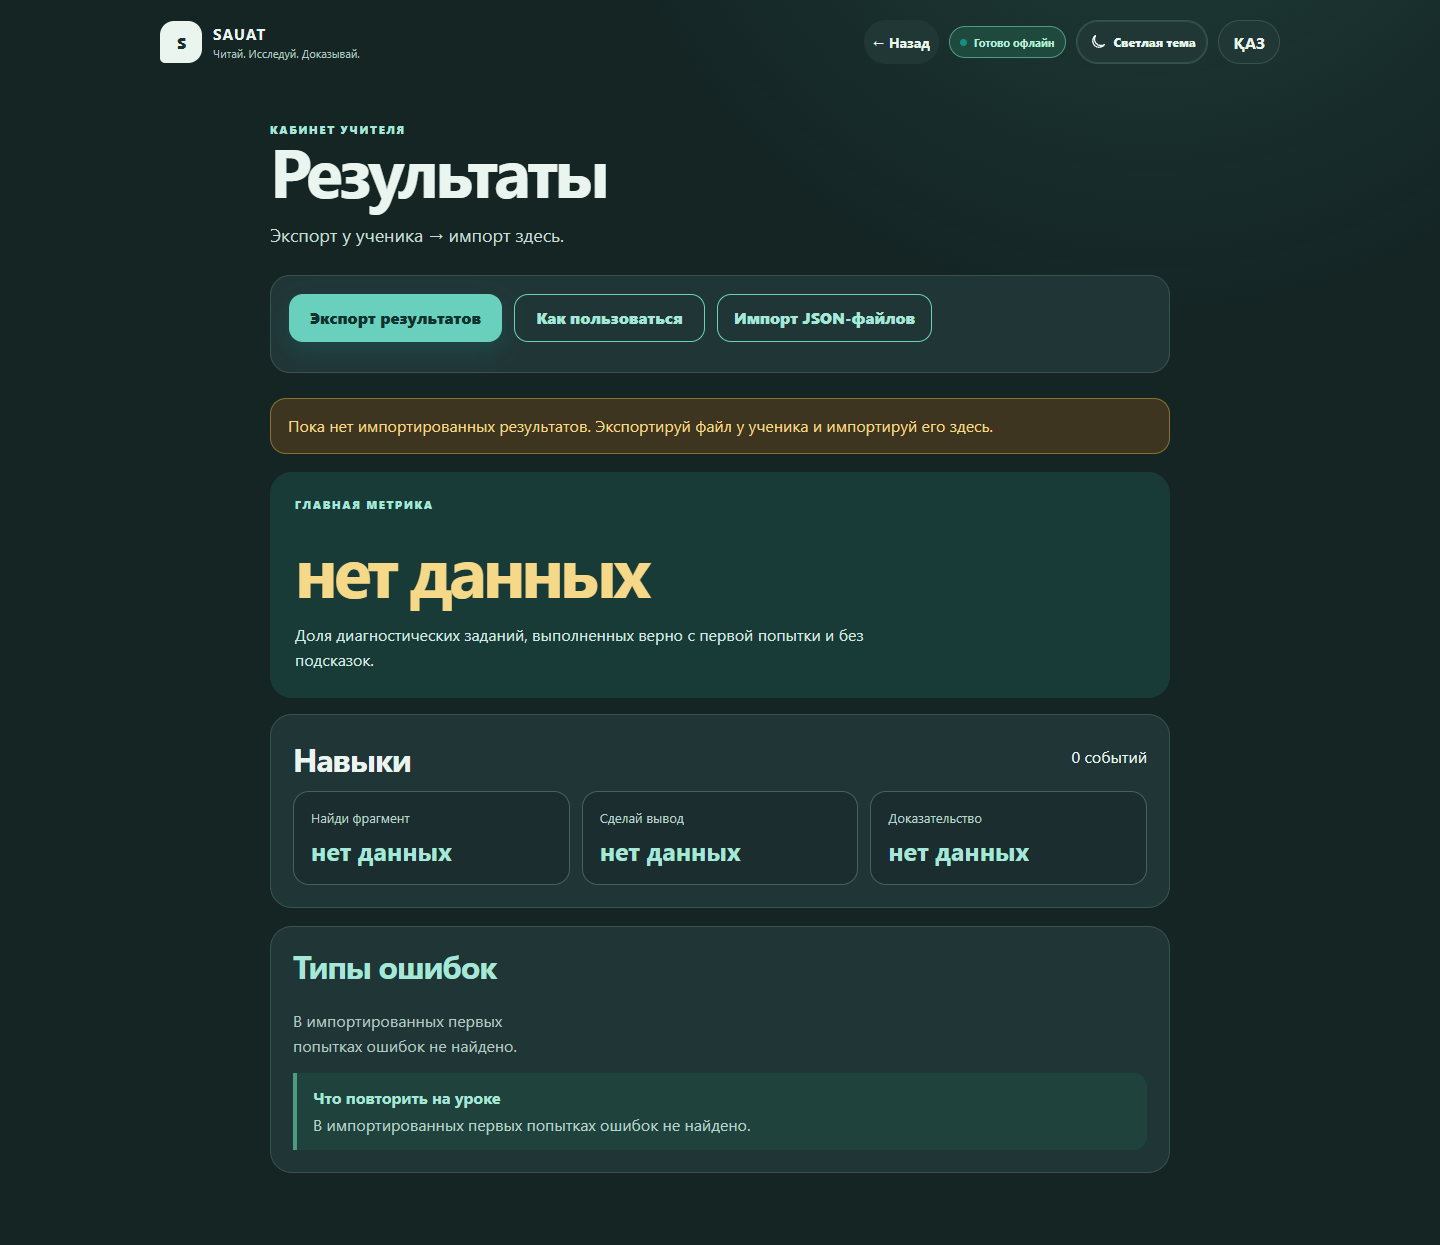 S
SAUAT
Читай. Исследуй. Доказывай.
← Назад
Готово офлайн
Светлая тема
ҚАЗ
КАБИНЕТ УЧИТЕЛЯ
Результаты
Экспорт у ученика → импорт здесь.
Экспорт результатов
Как пользоваться
Импорт JSON-файлов
Пока нет импортированных результатов. Экспортируй файл у ученика и импортируй его здесь.
ГЛАВНАЯ МЕТРИКА
нет данных
Доля диагностических заданий, выполненных верно с первой попытки и без
подсказок.
Навыки
0 событий
Найди фрагмент
нет данных
Сделай вывод
нет данных
Доказательство
нет данных
Типы ошибок
В импортированных первых
попытках ошибок не найдено.
Что повторить на уроке
В импортированных первых попытках ошибок не найдено.